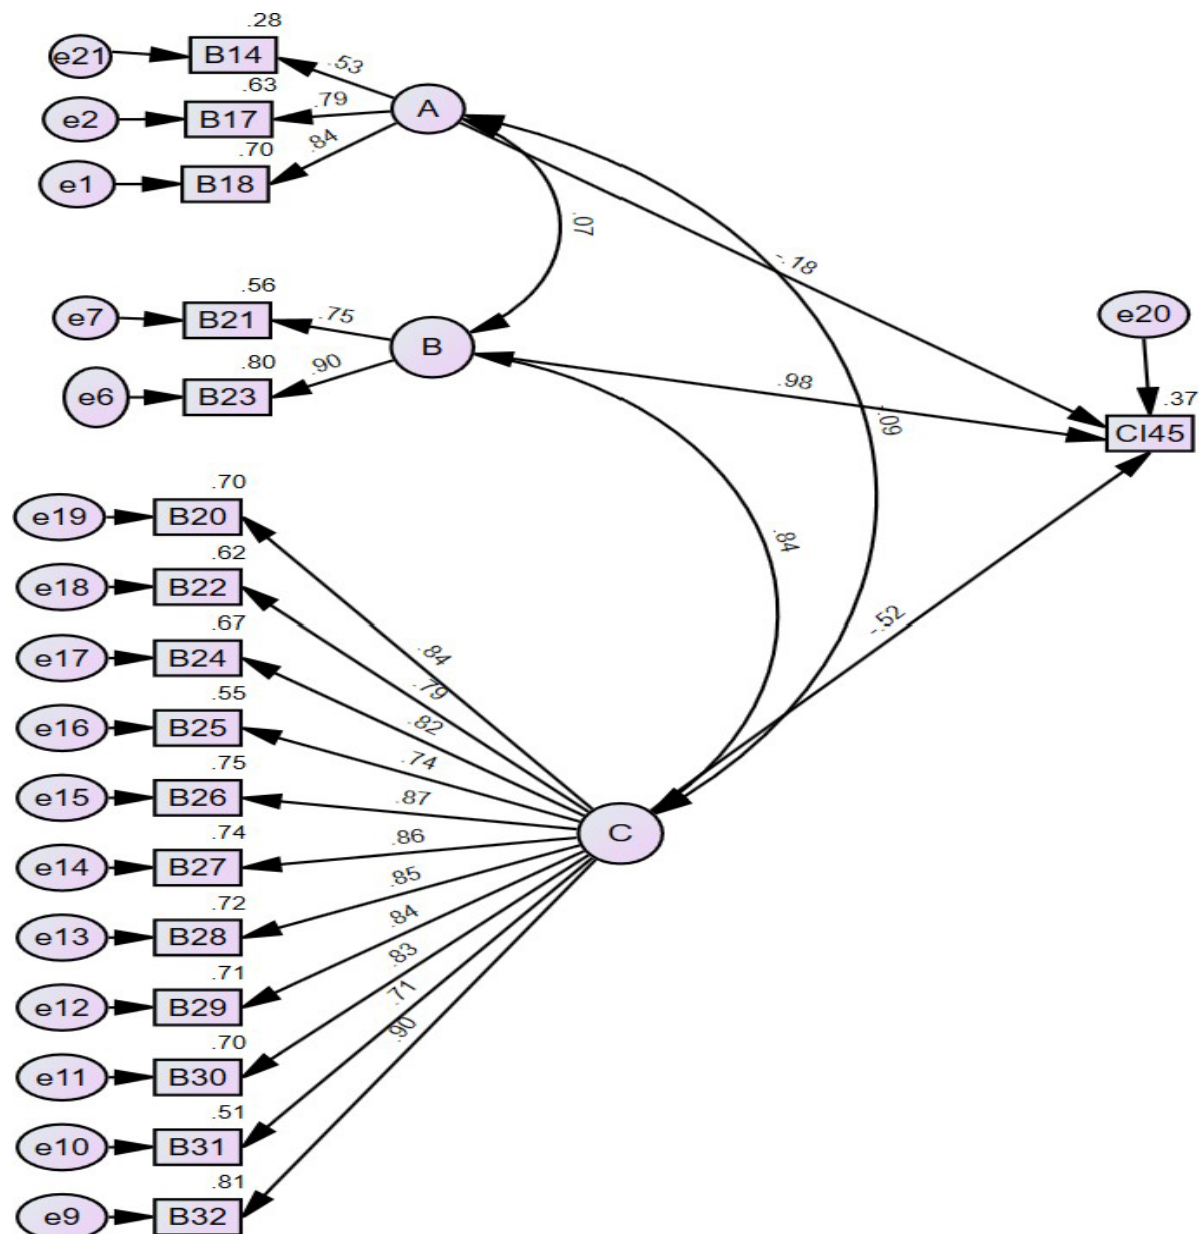 .28
e21 B14 .53
.63
e2 B17 .79 A
.70
e1 B18 .84
.07
-.18
.56
e7 B21 .75
e20
B
.80
e6 B23 .90
.98
.37
CI45
.09
.70
e19 B20
.62
e18 B22
.84
.67
e17 B24
-.52
.84
.79
.55
e16 B25
.82
.74
.75
e15 B26 .87
C
.74
e14 B27 .86
.72
e13 B28 .85
.71
e12 B29 .84
.70
e11 B30 .83
.51
e10 B31 .71
.81
e9 B32 .90